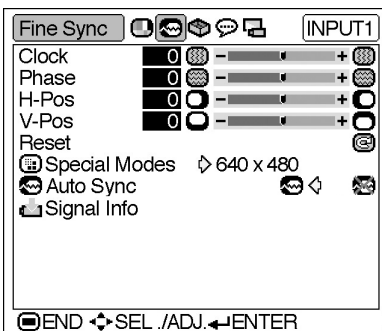 Fine Sync INPUT1
Clock 0 - +
Phase 0 - +
H-Pos 0 - +
V-Pos 0 - +
Reset
Special Modes 640 x 480
Auto Sync
Signal Info
END SEL ./ADJ. ENTER